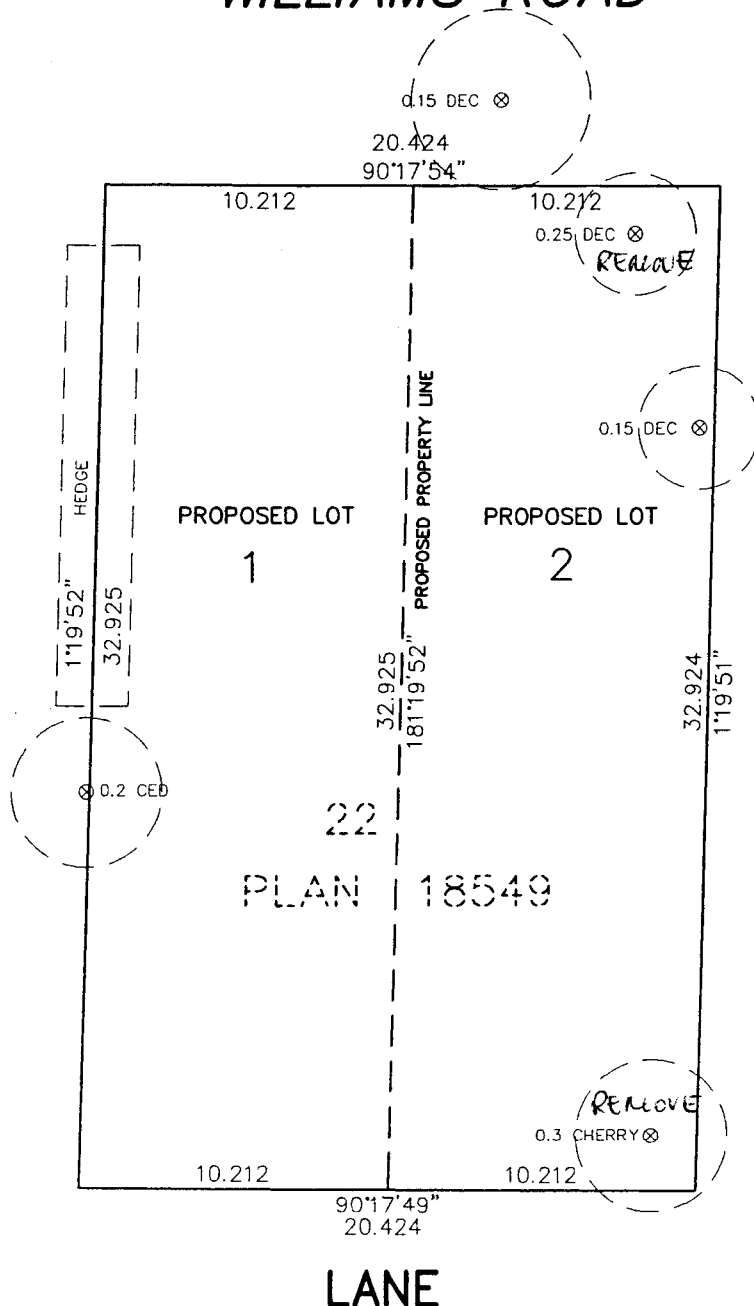 WILLIAMS ROAD
0.15 DEC
20.424
90°17'54"
10.212
10.212
0.25 DEC
REMOVE
0.15 DEC
HEDGE
PROPOSED PROPERTY LINE
PROPOSED LOT
1
PROPOSED LOT
2
1°19'52"
32.925
32.925
181°19'52"
32.924
1°19'51"
0.2 CED
22
PLAN 18549
REMOVE
0.3 CHERRY
10.212
10.212
90°17'49"
20.424
LANE